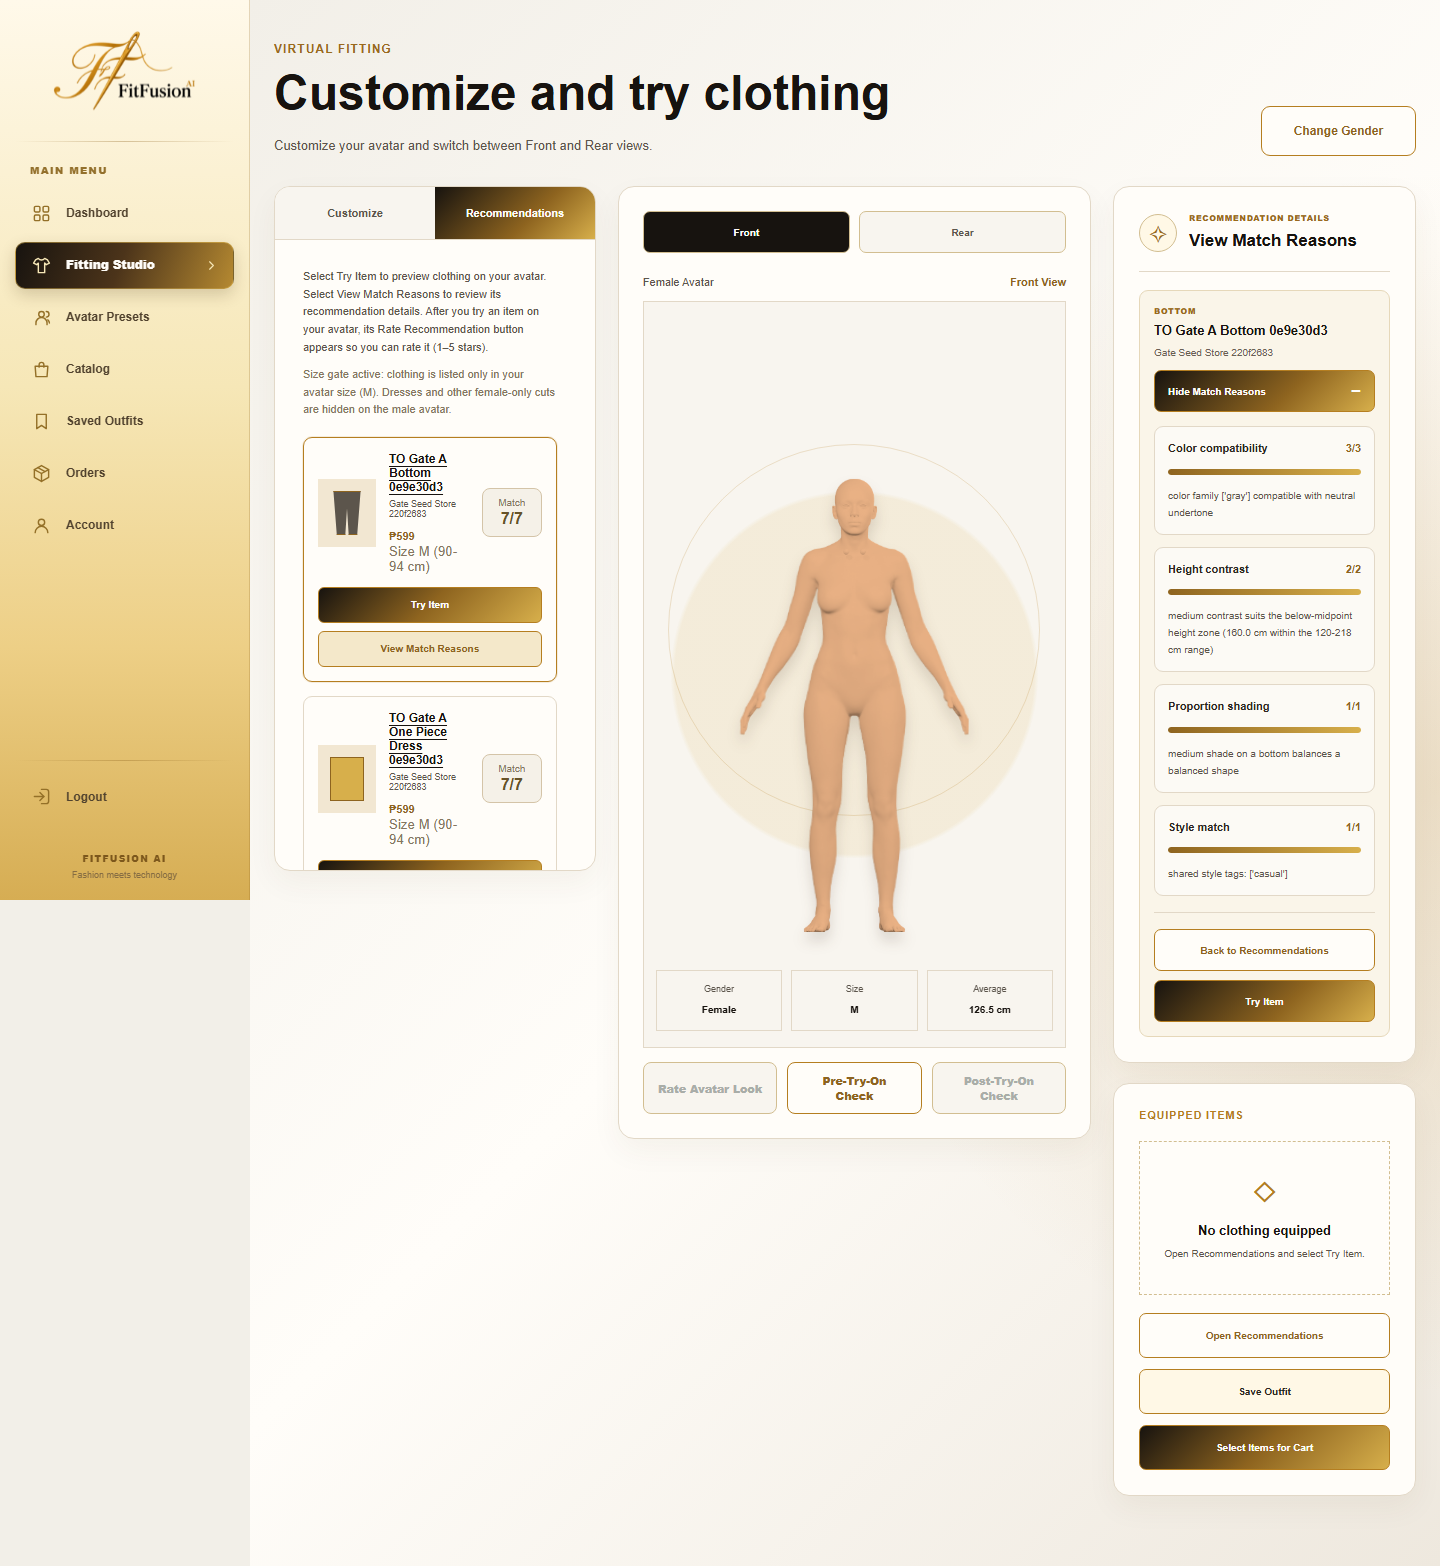 FitFusion AI
MAIN MENU
Dashboard
Fitting Studio
Avatar Presets
Catalog
Saved Outfits
Orders
Account
Logout
FITFUSION AI
Fashion meets technology
VIRTUAL FITTING
Customize and try clothing
Customize your avatar and switch between Front and Rear views.
Change Gender
Customize
Recommendations
Select Try Item to preview clothing on your avatar.
Select View Match Reasons to review its
recommendation details. After you try an item on
your avatar, its Rate Recommendation button
appears so you can rate it (1–5 stars).
Size gate active: clothing is listed only in your
avatar size (M). Dresses and other female-only cuts
are hidden on the male avatar.
TO Gate A
Bottom
0e9e30d3
Gate Seed Store
220f2683
₱599
Size M (90-
94 cm)
Match
7/7
Try Item
View Match Reasons
TO Gate A
One Piece
Dress
0e9e30d3
Gate Seed Store
220f2683
₱599
Size M (90-
94 cm)
Match
7/7
Front
Rear
Female Avatar
Front View
Gender
Female
Size
M
Average
126.5 cm
Rate Avatar Look
Pre-Try-On
Check
Post-Try-On
Check
RECOMMENDATION DETAILS
View Match Reasons
BOTTOM
TO Gate A Bottom 0e9e30d3
Gate Seed Store 220f2683
Hide Match Reasons
Color compatibility 3/3
color family ['gray'] compatible with neutral
undertone
Height contrast 2/2
medium contrast suits the below-midpoint
height zone (160.0 cm within the 120-218
cm range)
Proportion shading 1/1
medium shade on a bottom balances a
balanced shape
Style match 1/1
shared style tags: ['casual']
Back to Recommendations
Try Item
EQUIPPED ITEMS
No clothing equipped
Open Recommendations and select Try Item.
Open Recommendations
Save Outfit
Select Items for Cart